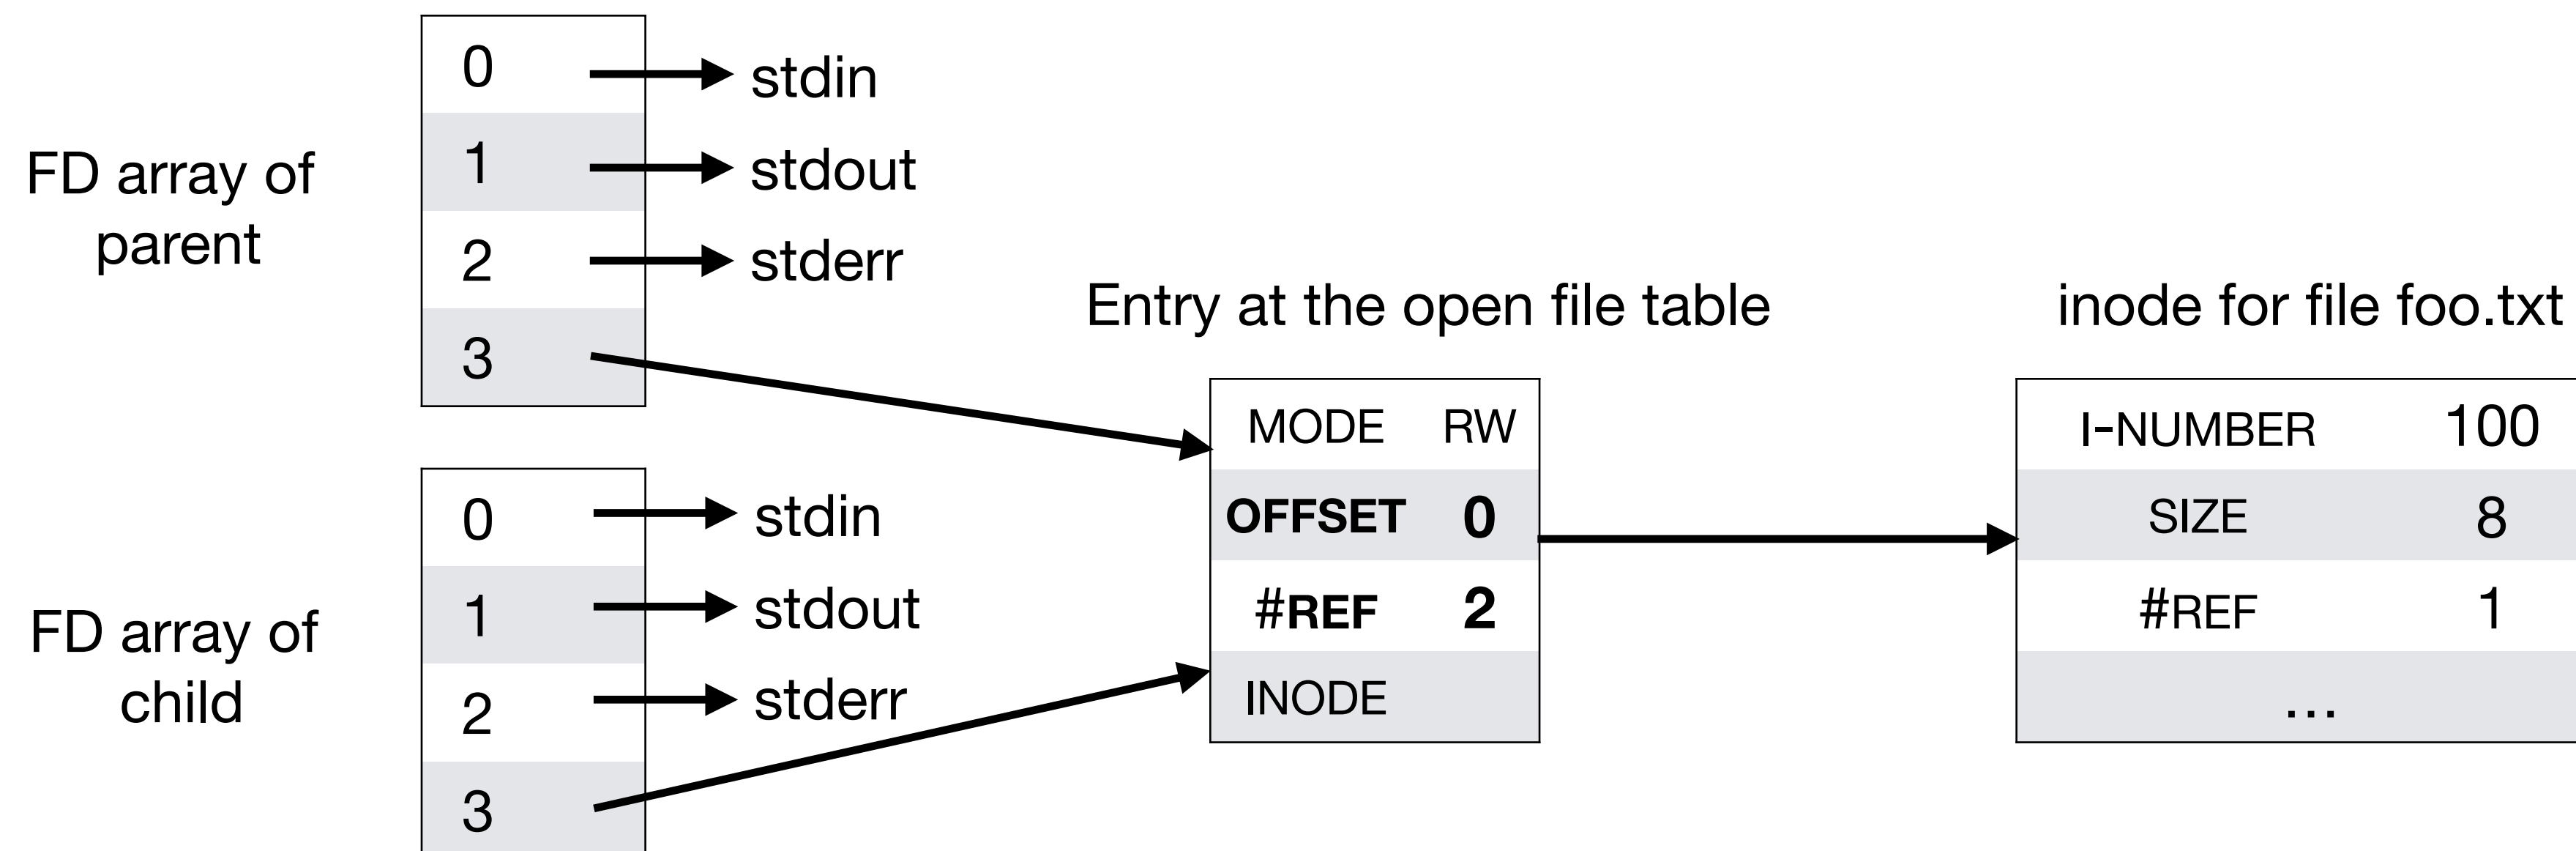 FD array of
parent
0 stdin
1 stdout
2 stderr
3
FD array of
child
0 stdin
1 stdout
2 stderr
3
Entry at the open file table
MODE RW
OFFSET 0
#REF 2
INODE
inode for file foo.txt
I-NUMBER 100
SIZE 8
#REF 1
...